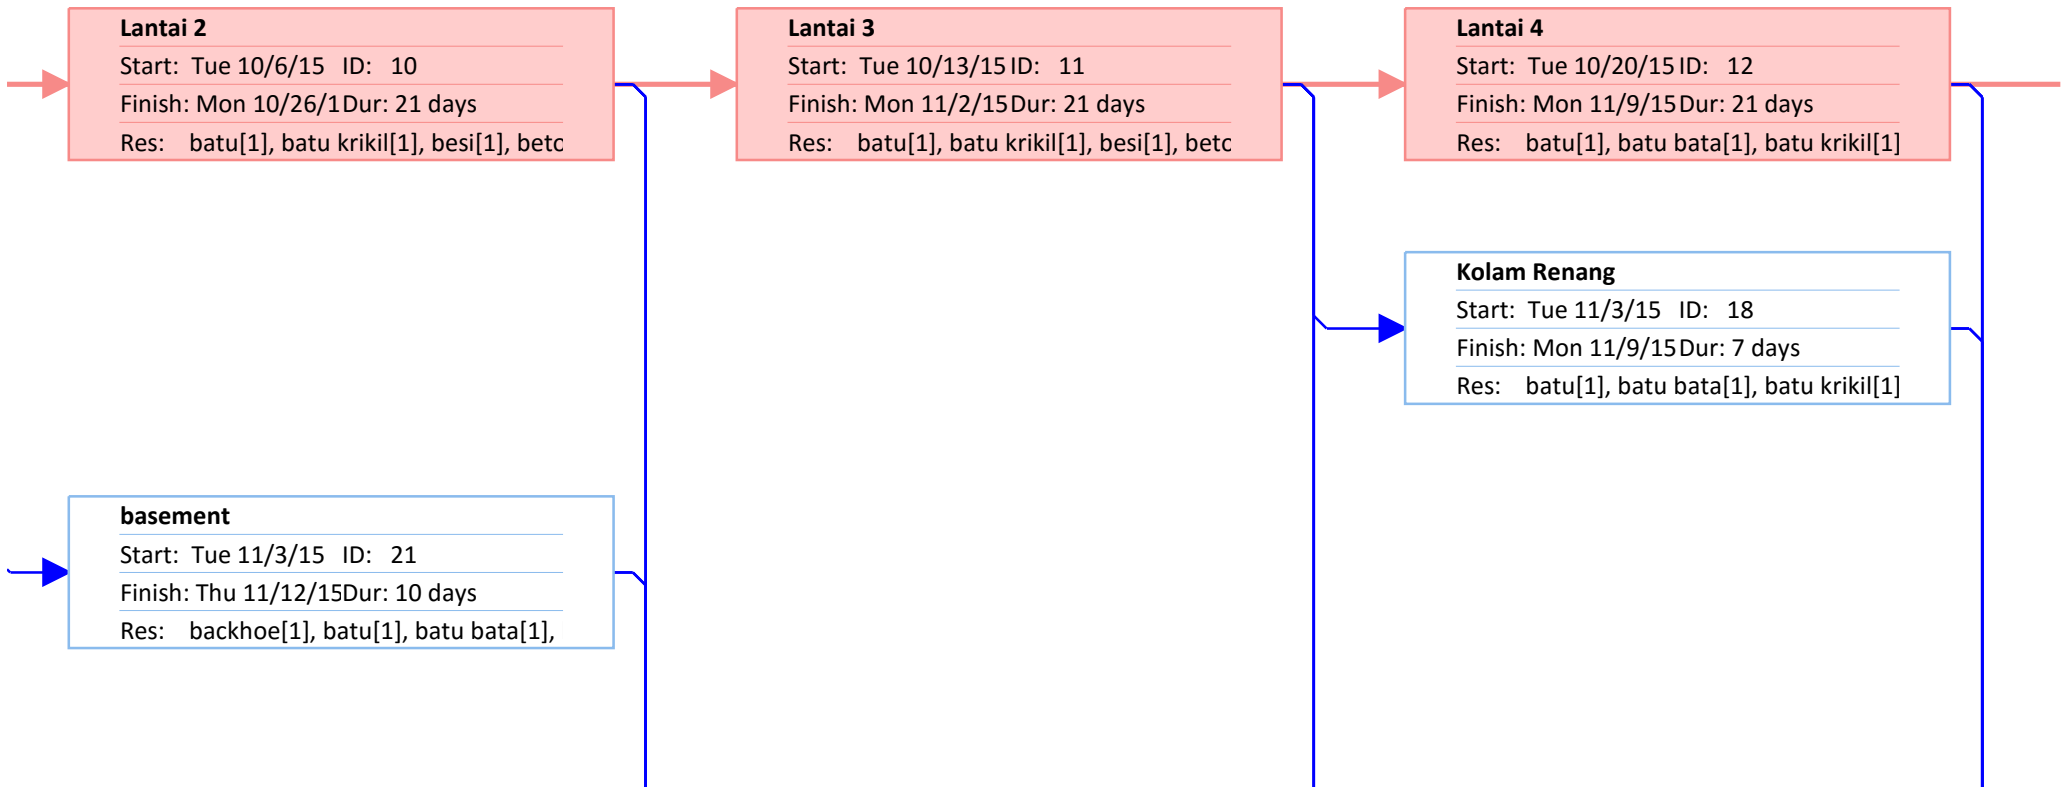 Lantai 2
Start: Tue 10/6/15 ID: 10
Finish: Mon 10/26/1Dur: 21 days
Res: batu[1], batu krikil[1], besi[1], betc
Lantai 3
Start: Tue 10/13/15 ID: 11
Finish: Mon 11/2/15 Dur: 21 days
Res: batu[1], batu krikil[1], besi[1], betc
Lantai 4
Start: Tue 10/20/15 ID: 12
Finish: Mon 11/9/15 Dur: 21 days
Res: batu[1], batu bata[1], batu krikil[1]
Kolam Renang
Start: Tue 11/3/15 ID: 18
Finish: Mon 11/9/15 Dur: 7 days
Res: batu[1], batu bata[1], batu krikil[1]
basement
Start: Tue 11/3/15 ID: 21
Finish: Thu 11/12/15Dur: 10 days
Res: backhoe[1], batu[1], batu bata[1],